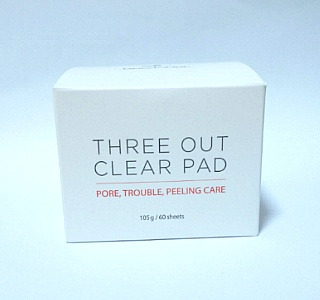 THREE OUT
CLEAR PAD
PORE, TROUBLE, PEELING CARE
105 g / 60 sheets